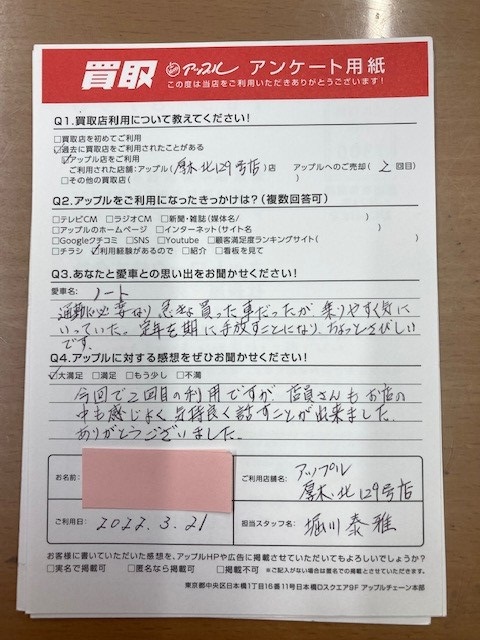 買取 アップル アンケート用紙
この度は当店をご利用いただきありがとうございます！
Q1.買取店利用について教えてください！
□買取店を初めてご利用
☑過去に買取店をご利用されたことがある
☑アップル店をご利用
ご利用された店舗:アップル(厚木北129号店)店 アップルへのご売却(2回目)
□その他の買取店( )
Q2.アップルをご利用になったきっかけは？(複数回答可)
□テレビCM □ラジオCM □新聞・雑誌(媒体名/ )
□アップルのホームページ □インターネット(サイト名 )
□Googleクチコミ □SNS □Youtube □顧客満足度ランキングサイト( )
□チラシ ☑利用経験があるので □紹介 □看板を見て
Q3.あなたと愛車との思い出をお聞かせください！
愛車名: ノート
通勤に必要なり急きょ買った車だったが乗りやすく気に
いっていた。定年を期に手放すことになりちょっとさびしい
です。
Q4.アップルに対する感想をぜひお聞かせください！
☑大満足 □満足 □もう少し □不満
今回で2回目の利用ですが、店員さんもお店の
中も感じよく気持良く話すことが出来ました。
ありがとうございました。
お名前:
ご利用店舗名: アップル
厚木北129号店
ご利用日: 2022.3.21
担当スタッフ名: 堀川泰雅
お客様に書いていただいた感想を、アップルHPや広告に掲載させていただいてもよろしいでしょうか？
□実名で掲載可 □匿名なら掲載可 □掲載不可 ※ご記入がない場合は匿名での掲載とさせていただきます。
東京都中央区日本橋1丁目16番11号日本橋Dスクエア9F アップルチェーン本部